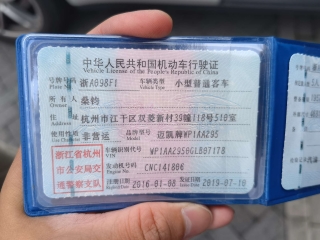 中华人民共和国机动车行驶证
Vehicle License of the People's Republic of China
号牌号码 浙A098F1 车辆类型 小型普通客车
Plate No. Vehicle Type
所有人 桑钧
Owner
住址 杭州市江干区双菱新村39幢118号510室
Address
使用性质 非营运 品牌型号 迈凯牌WP1AA295
Use Character Model
浙江省杭州
市公安局交
通警察支队
车辆识别代号 WP1AA2959GLB07178
VIN
发动机号码 CNC141806
Engine No.
注册日期 2016-01-08 发证日期 2019-07-10
Register Date Issue Date